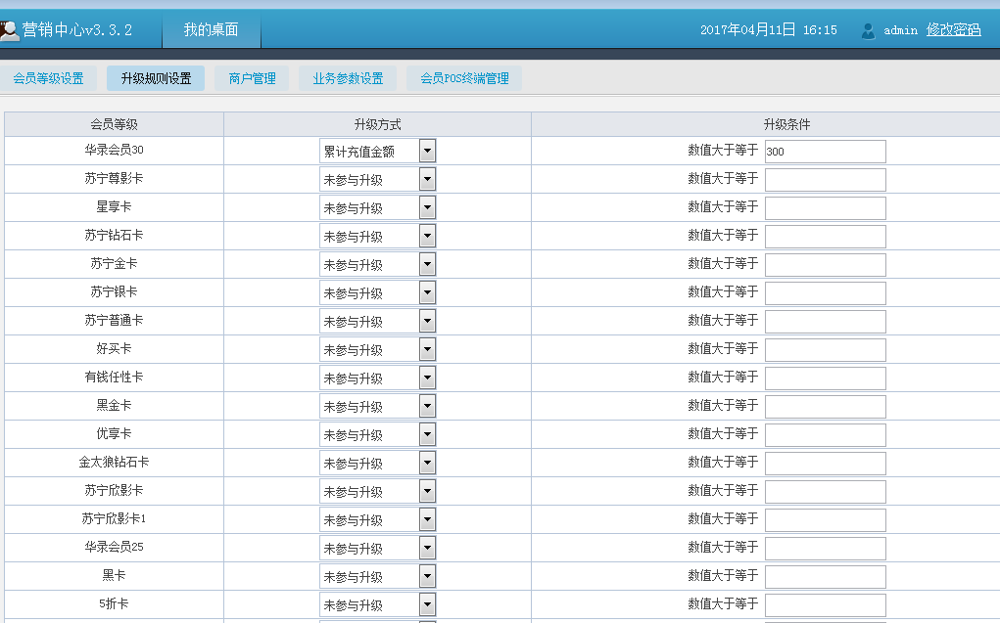 营销中心v3.3.2 我的桌面 2017年04月11日 16:15 admin 修改密码
会员等级设置 升级规则设置 商户管理 业务参数设置 会员POS终端管理
会员等级 升级方式 升级条件
华录会员30 累计充值金额 数值大于等于 300
苏宁尊影卡 未参与升级 数值大于等于
星享卡 未参与升级 数值大于等于
苏宁钻石卡 未参与升级 数值大于等于
苏宁金卡 未参与升级 数值大于等于
苏宁银卡 未参与升级 数值大于等于
苏宁普通卡 未参与升级 数值大于等于
好买卡 未参与升级 数值大于等于
有钱任性卡 未参与升级 数值大于等于
黑金卡 未参与升级 数值大于等于
优享卡 未参与升级 数值大于等于
金太狼钻石卡 未参与升级 数值大于等于
苏宁欣影卡 未参与升级 数值大于等于
苏宁欣影卡1 未参与升级 数值大于等于
华录会员25 未参与升级 数值大于等于
黑卡 未参与升级 数值大于等于
5折卡 未参与升级 数值大于等于